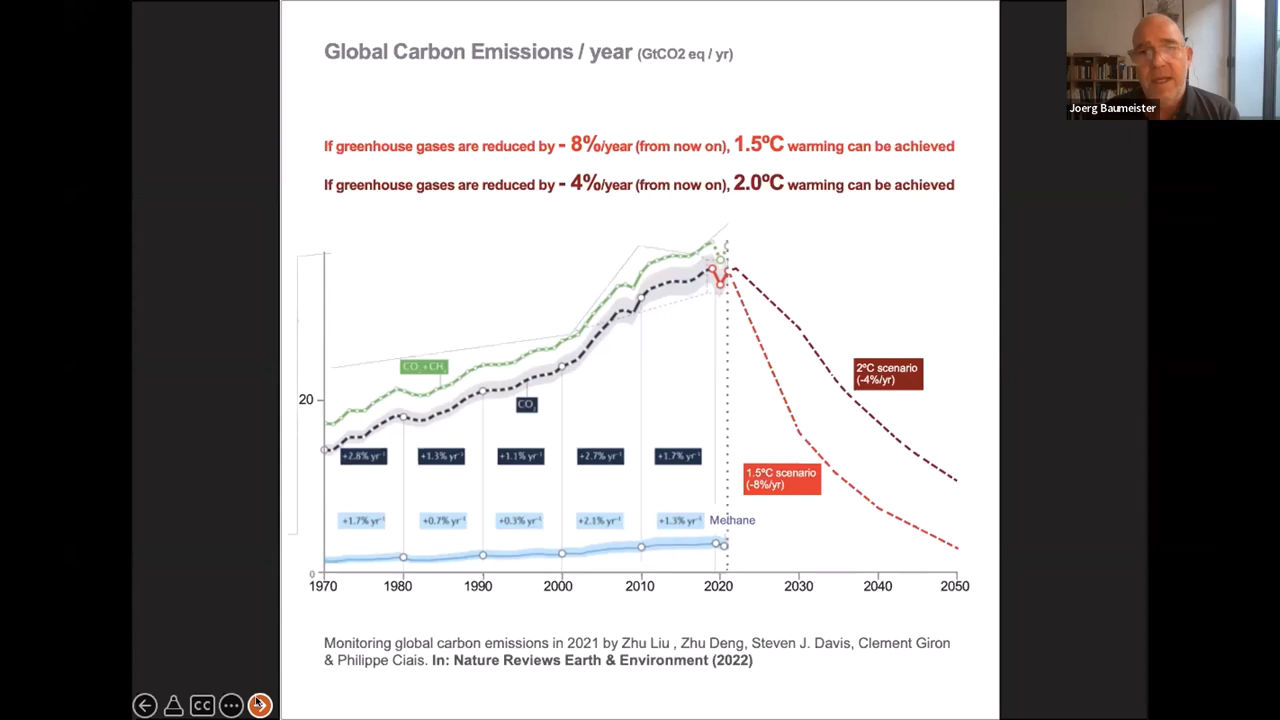 Global Carbon Emissions / year (GtCO2 eq / yr)
Joerg Baumeister
If greenhouse gases are reduced by - 8%/year (from now on), 1.5ºC warming can be achieved
If greenhouse gases are reduced by - 4%/year (from now on), 2.0ºC warming can be achieved
CO +CH
2ºC scenario
(-4%/yr)
20
CO₂
+2.8% yr⁻¹ +1.3% yr⁻¹ +1.1% yr⁻¹ +2.7% yr⁻¹ +1.7% yr⁻¹
1.5ºC scenario
(-8%/yr)
+1.7% yr⁻¹ +0.7% yr⁻¹ +0.3% yr⁻¹ +2.1% yr⁻¹ +1.3% yr⁻¹ Methane
0
1970 1980 1990 2000 2010 2020 2030 2040 2050
Monitoring global carbon emissions in 2021 by Zhu Liu , Zhu Deng, Steven J. Davis, Clement Giron
& Philippe Ciais. In: Nature Reviews Earth & Environment (2022)
CC